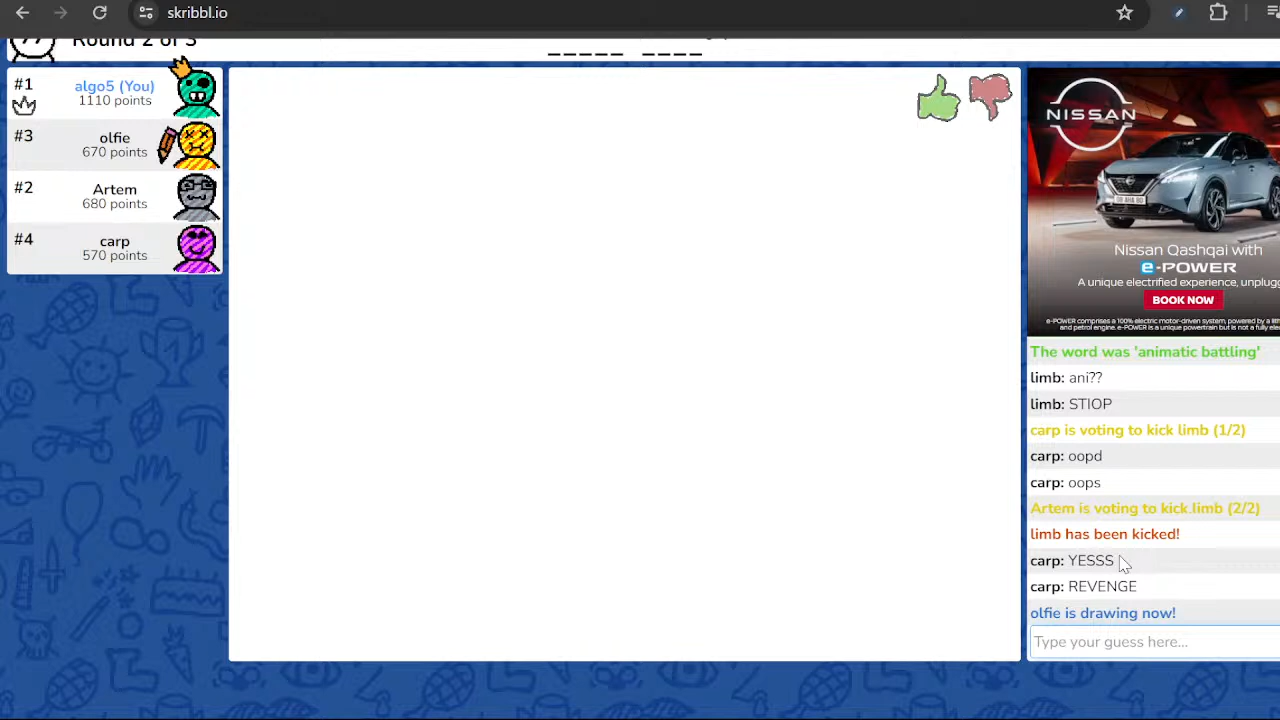 skribbl.io
Round 2 of 3
#1
algo5 (You)
1110 points
#3
olfie
670 points
#2
Artem
680 points
#4
carp
570 points
NISSAN
Nissan Qashqai with
e-POWER
A unique electrified experience, unplugg
BOOK NOW
The word was 'animatic battling'
limb: ani??
limb: STIOP
carp is voting to kick limb (1/2)
carp: oopd
carp: oops
Artem is voting to kick limb (2/2)
limb has been kicked!
carp: YESSS
carp: REVENGE
olfie is drawing now!
Type your guess here...